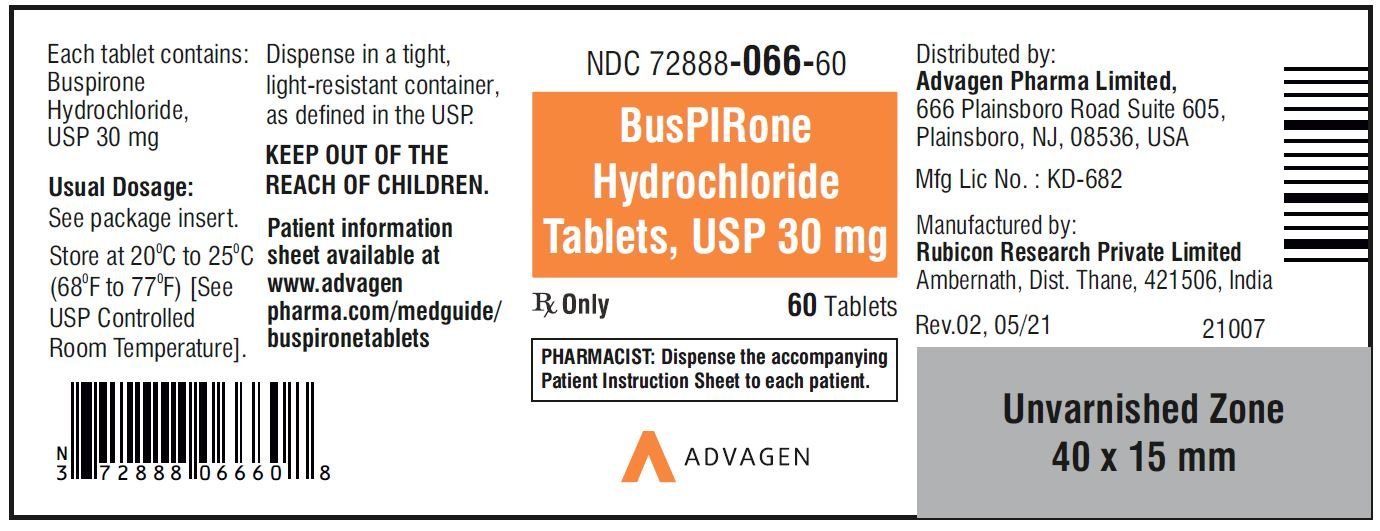 Each tablet contains:
Buspirone
Hydrochloride,
USP 30 mg
Usual Dosage:
See package insert.
Store at 20⁰C to 25⁰C
(68⁰F to 77⁰F) [See
USP Controlled
Room Temperature].
N
3 72888 06660 8
Dispense in a tight,
light-resistant container,
as defined in the USP.
KEEP OUT OF THE
REACH OF CHILDREN.
Patient information
sheet available at
www.advagen
pharma.com/medguide/
buspironetablets
NDC 72888-066-60
BusPIRone
Hydrochloride
Tablets, USP 30 mg
℞ Only 60 Tablets
PHARMACIST: Dispense the accompanying
Patient Instruction Sheet to each patient.
ADVAGEN
Distributed by:
Advagen Pharma Limited,
666 Plainsboro Road Suite 605,
Plainsboro, NJ, 08536, USA
Mfg Lic No. : KD-682
Manufactured by:
Rubicon Research Private Limited
Ambernath, Dist. Thane, 421506, India
Rev.02, 05/21 21007
Unvarnished Zone
40 x 15 mm